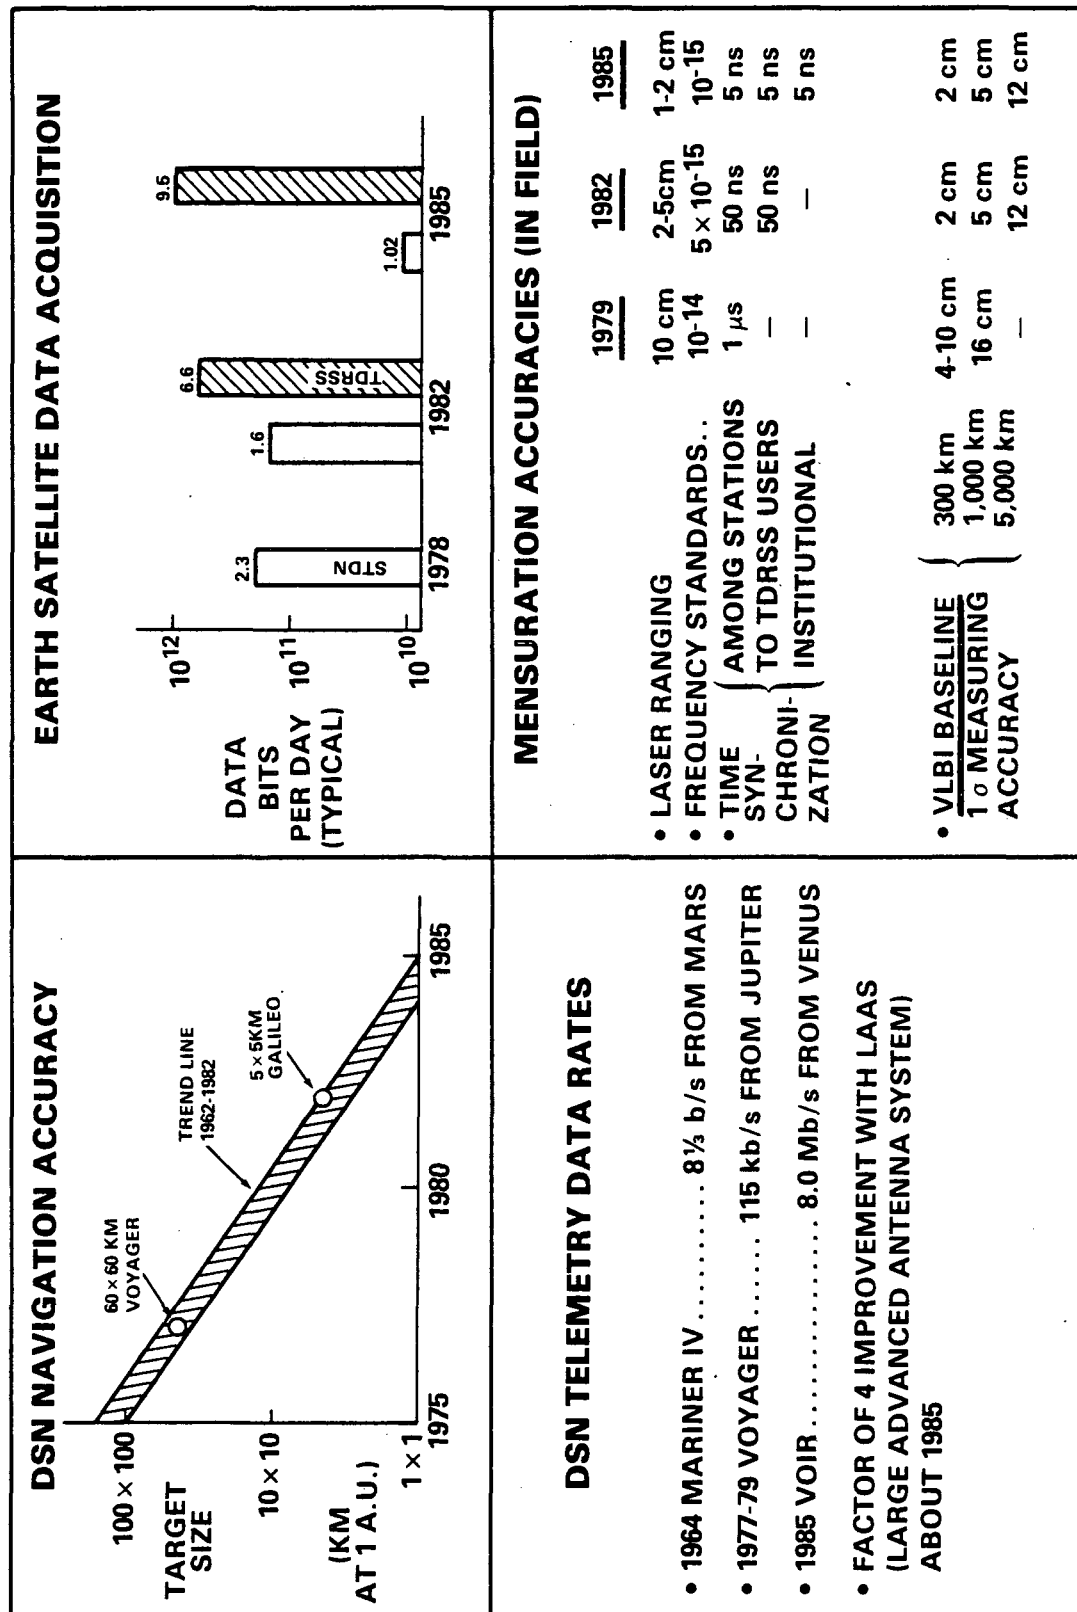 DSN NAVIGATION ACCURACY
100 × 100
TARGET
SIZE
10 × 10
(KM
AT 1 A.U.)
1 × 1
60 × 60 KM
VOYAGER
TREND LINE
1962-1982
5 × 5KM
GALILEO
1975
1980
1985
EARTH SATELLITE DATA ACQUISITION
DATA
BITS
PER DAY
(TYPICAL)
10¹²
10¹¹
10¹⁰
2.3
STDN
1.6
6.6
TDRSS
1.02
9.5
1978
1982
1985
DSN TELEMETRY DATA RATES
• 1964 MARINER IV.......... 8⅓ b/s FROM MARS
• 1977-79 VOYAGER ...... 115 kb/s FROM JUPITER
• 1985 VOIR ............... 8.0 Mb/s FROM VENUS
• FACTOR OF 4 IMPROVEMENT WITH LAAS
(LARGE ADVANCED ANTENNA SYSTEM)
ABOUT 1985
MENSURATION ACCURACIES (IN FIELD)
1979 1982 1985
• LASER RANGING 10 cm 2-5cm 1-2 cm
• FREQUENCY STANDARDS.. 10-14 5 × 10-15 10-15
• TIME AMONG STATIONS 1 μs 50 ns 5 ns
SYN- TO TDRSS USERS — 50 ns 5 ns
CHRONI- INSTITUTIONAL — — 5 ns
ZATION
• VLBI BASELINE 300 km 4-10 cm 2 cm 2 cm
1 σ MEASURING 1,000 km 16 cm 5 cm 5 cm
ACCURACY 5,000 km — 12 cm 12 cm